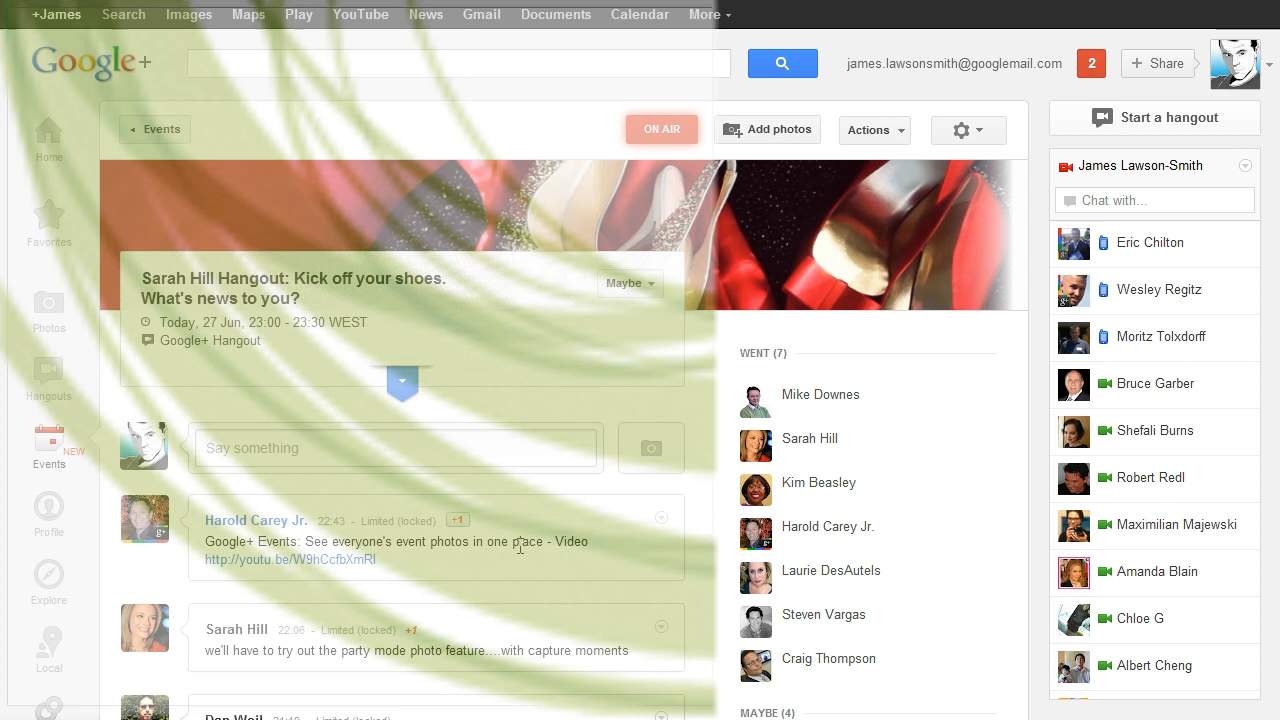 +James Search Images Maps Play YouTube News Gmail Documents Calendar More
Google+
james.lawsonsmith@googlemail.com 2 + Share
Home
Favorites
Photos
Hangouts
NEW
Events
Profile
Explore
Local
Events
ON AIR
Add photos
Actions
Sarah Hill Hangout: Kick off your shoes.
What's news to you?
Maybe
Today, 27 Jun, 23:00 - 23:30 WEST
Google+ Hangout
Say something
Harold Carey Jr. 22:43 - Limited (locked) +1
Google+ Events: See everyone's event photos in one place - Video
http://youtu.be/W9hCcfbXmRI
Sarah Hill 22:06 - Limited (locked) +1
we'll have to try out the party mode photo feature....with capture moments
Limited (locked)
WENT (7)
Mike Downes
Sarah Hill
Kim Beasley
Harold Carey Jr.
Laurie DesAutels
Steven Vargas
Craig Thompson
MAYBE (4)
Start a hangout
James Lawson-Smith
Chat with...
Eric Chilton
Wesley Regitz
Moritz Tolxdorff
Bruce Garber
Shefali Burns
Robert Redl
Maximilian Majewski
Amanda Blain
Chloe G
Albert Cheng